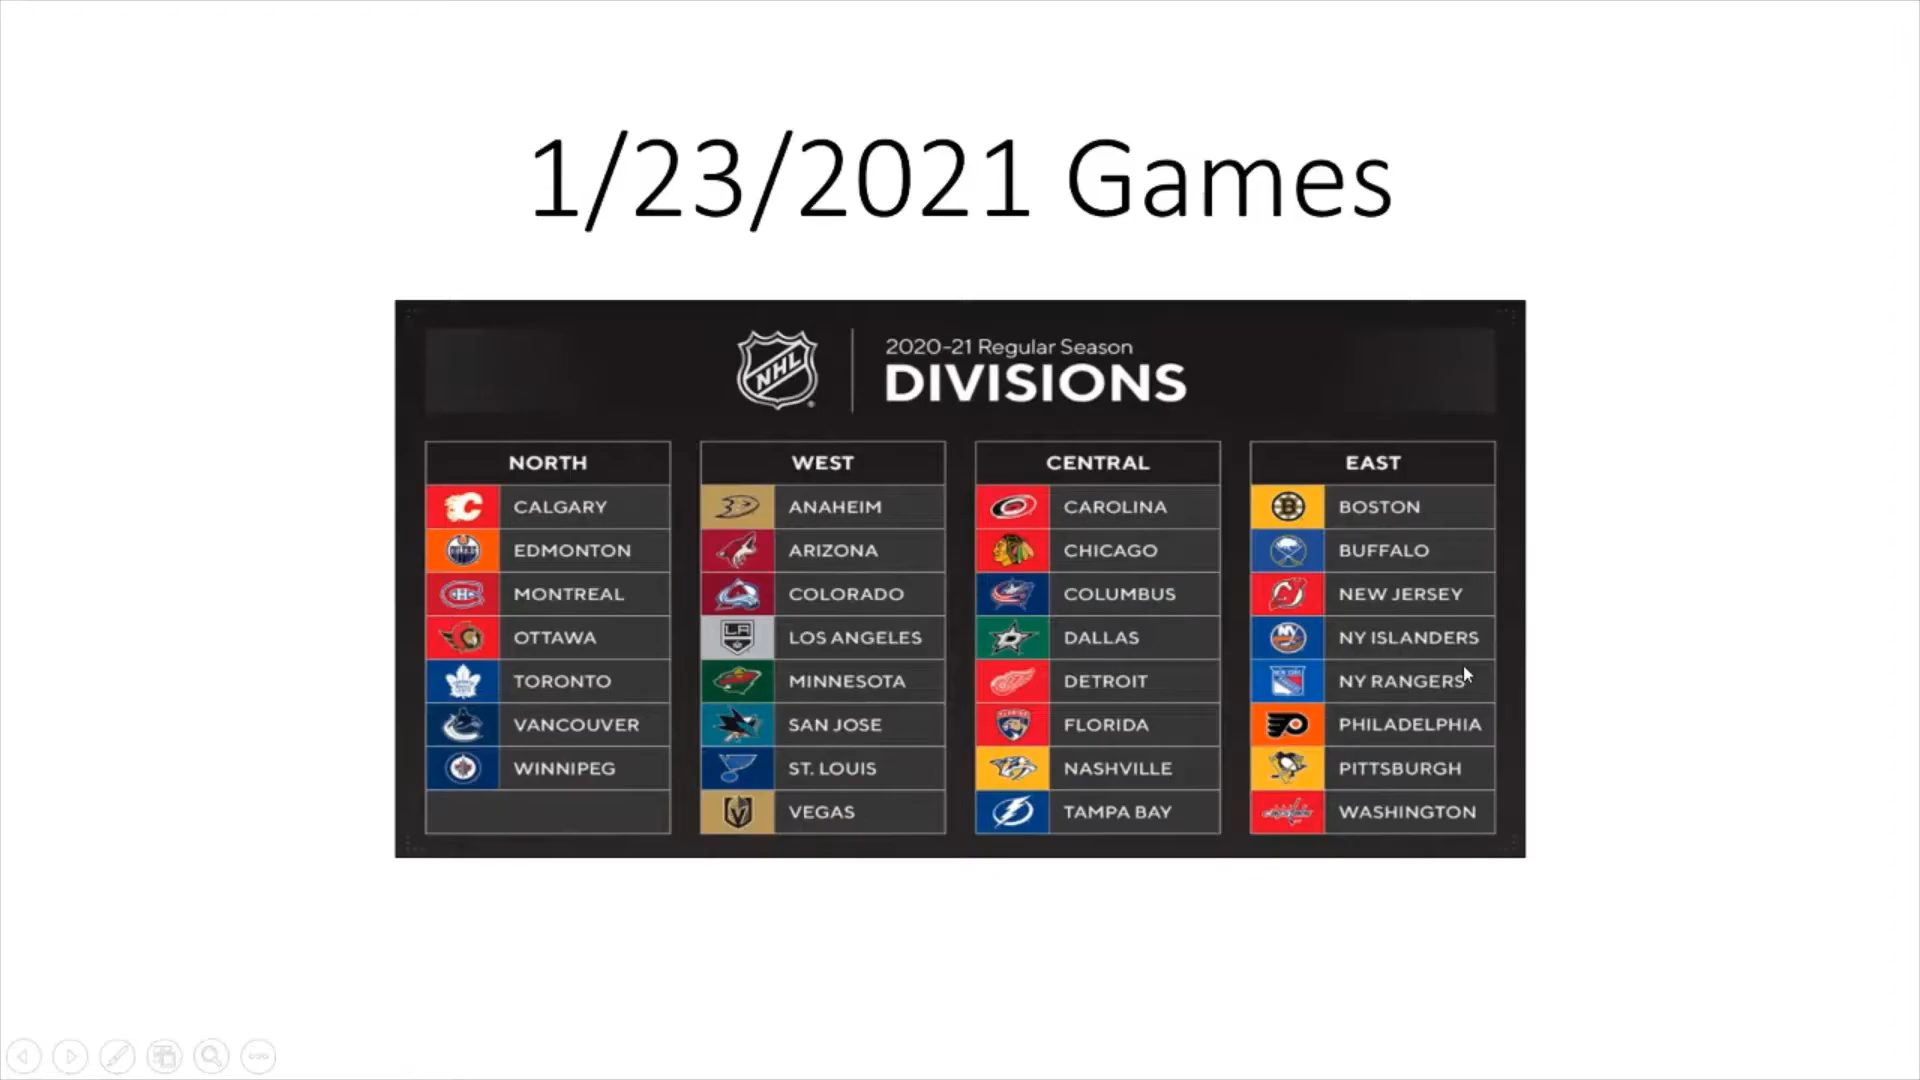 1/23/2021 Games
NHL
2020-21 Regular Season
DIVISIONS
NORTH
CALGARY
EDMONTON
MONTREAL
OTTAWA
TORONTO
VANCOUVER
WINNIPEG
WEST
ANAHEIM
ARIZONA
COLORADO
LA
LOS ANGELES
MINNESOTA
SAN JOSE
ST. LOUIS
VEGAS
CENTRAL
CAROLINA
CHICAGO
COLUMBUS
DALLAS
DETROIT
FLORIDA
NASHVILLE
TAMPA BAY
EAST
BOSTON
BUFFALO
NEW JERSEY
NY ISLANDERS
NY RANGERS
PHILADELPHIA
PITTSBURGH
WASHINGTON